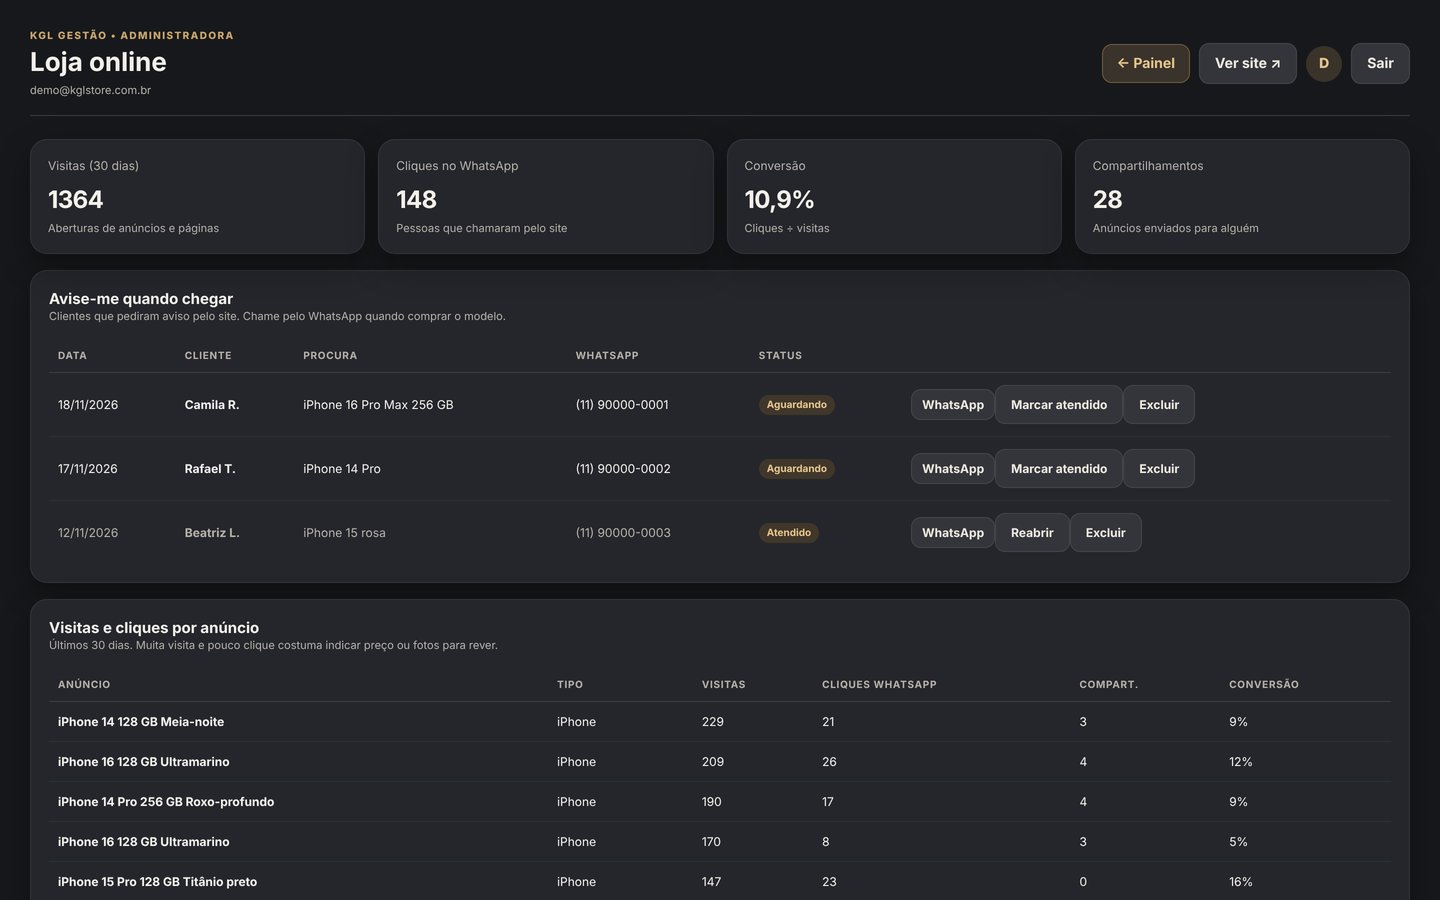 KGL GESTÃO • ADMINISTRADORA
Loja online
demo@kglstore.com.br
← Painel
Ver site ↗
D
Sair
Visitas (30 dias)
1364
Aberturas de anúncios e páginas
Cliques no WhatsApp
148
Pessoas que chamaram pelo site
Conversão
10,9%
Cliques ÷ visitas
Compartilhamentos
28
Anúncios enviados para alguém
Avise-me quando chegar
Clientes que pediram aviso pelo site. Chame pelo WhatsApp quando comprar o modelo.
DATA CLIENTE PROCURA WHATSAPP STATUS
18/11/2026 Camila R. iPhone 16 Pro Max 256 GB (11) 90000-0001 Aguardando WhatsApp Marcar atendido Excluir
17/11/2026 Rafael T. iPhone 14 Pro (11) 90000-0002 Aguardando WhatsApp Marcar atendido Excluir
12/11/2026 Beatriz L. iPhone 15 rosa (11) 90000-0003 Atendido WhatsApp Reabrir Excluir
Visitas e cliques por anúncio
Últimos 30 dias. Muita visita e pouco clique costuma indicar preço ou fotos para rever.
ANÚNCIO TIPO VISITAS CLIQUES WHATSAPP COMPART. CONVERSÃO
iPhone 14 128 GB Meia-noite iPhone 229 21 3 9%
iPhone 16 128 GB Ultramarino iPhone 209 26 4 12%
iPhone 14 Pro 256 GB Roxo-profundo iPhone 190 17 4 9%
iPhone 16 128 GB Ultramarino iPhone 170 8 3 5%
iPhone 15 Pro 128 GB Titânio preto iPhone 147 23 0 16%